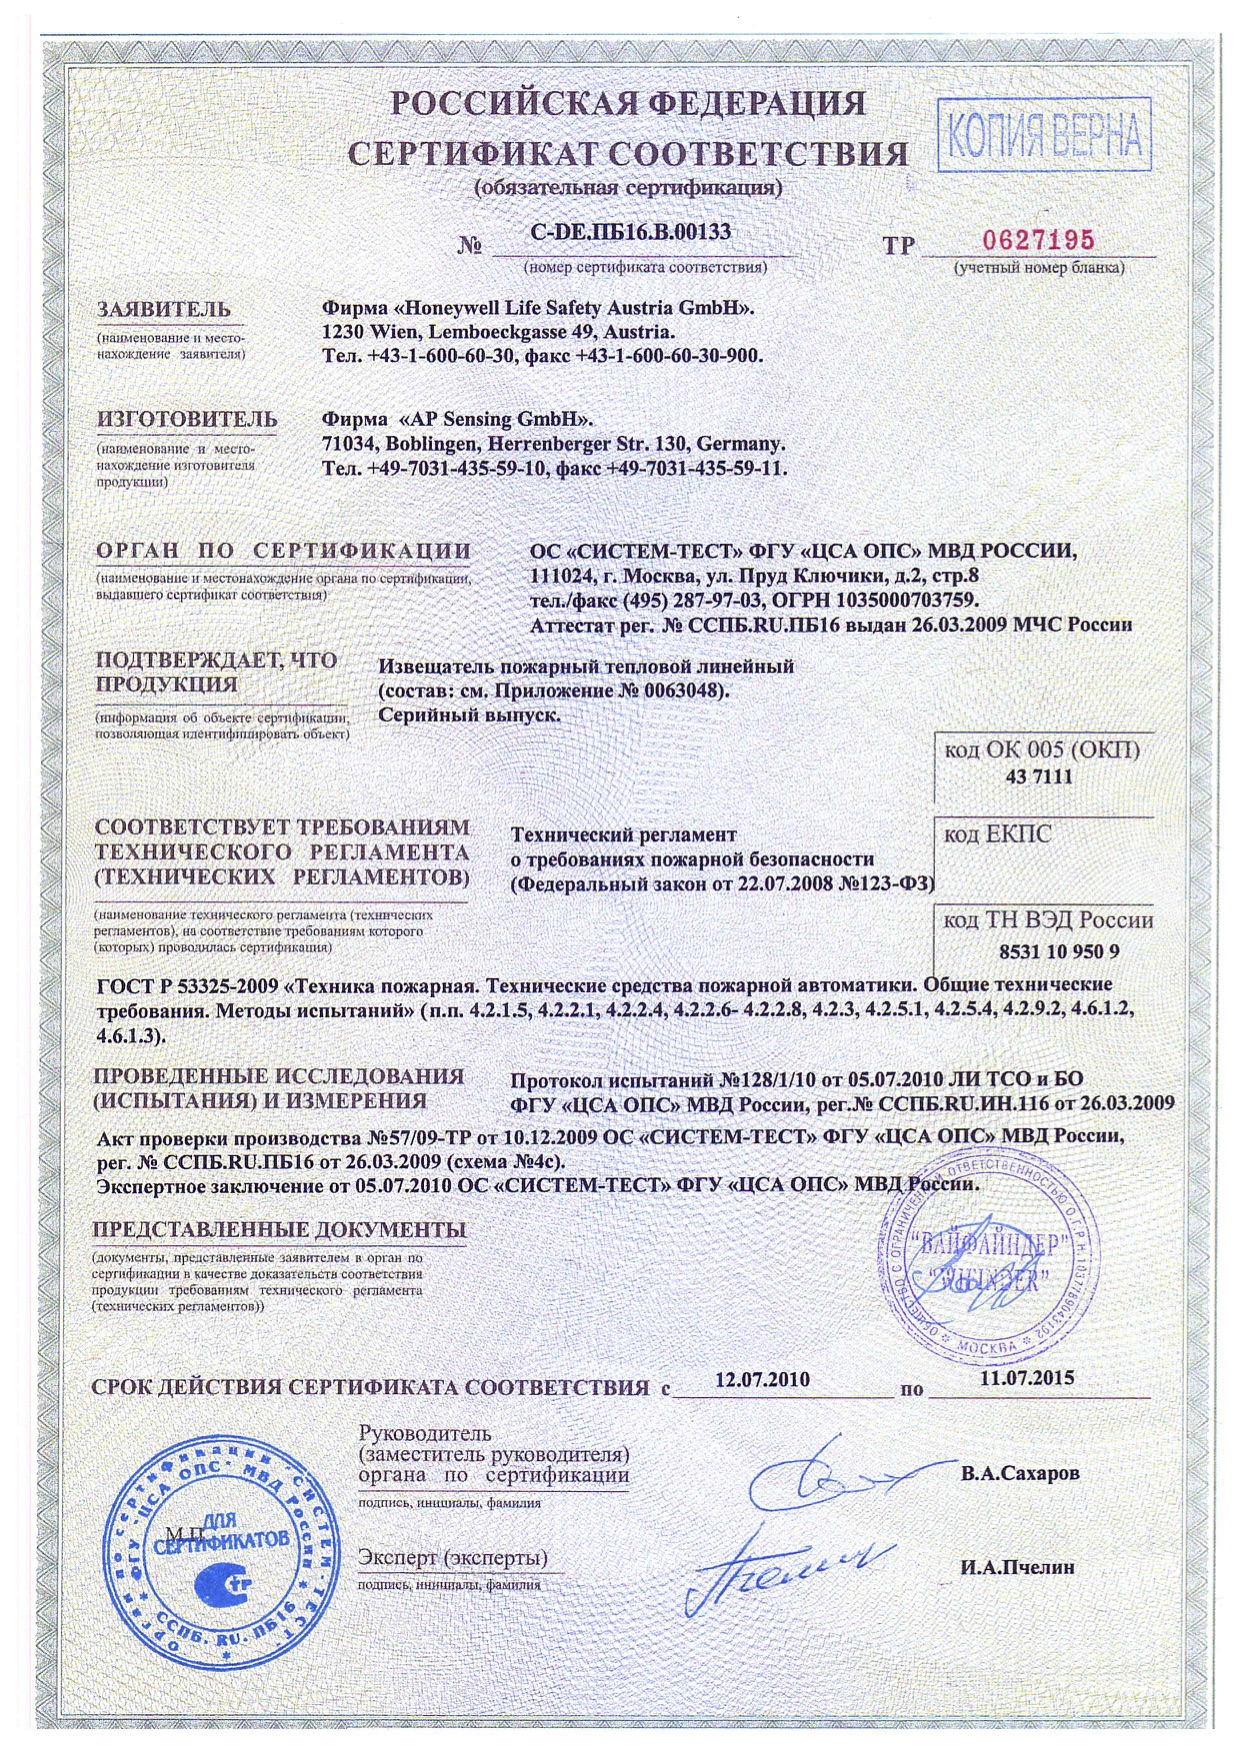 РОССИЙСКАЯ ФЕДЕРАЦИЯ
КОПИЯ ВЕРНА
СЕРТИФИКАТ СООТВЕТСТВИЯ
(обязательная сертификация)
№ C-DE.ПБ16.В.00133
(номер сертификата соответствия)
ТР 0627195
(учетный номер бланка)
ЗАЯВИТЕЛЬ
(наименование и место-
нахождение заявителя)
Фирма «Honeywell Life Safety Austria GmbH».
1230 Wien, Lemboeckgasse 49, Austria.
Тел. +43-1-600-60-30, факс +43-1-600-60-30-900.
ИЗГОТОВИТЕЛЬ
(наименование и место-
нахождение изготовителя
продукции)
Фирма «AP Sensing GmbH».
71034, Boblingen, Herrenberger Str. 130, Germany.
Тел. +49-7031-435-59-10, факс +49-7031-435-59-11.
ОРГАН ПО СЕРТИФИКАЦИИ
(наименование и местонахождение органа по сертификации,
выдавшего сертификат соответствия)
ОС «СИСТЕМ-ТЕСТ» ФГУ «ЦСА ОПС» МВД РОССИИ,
111024, г. Москва, ул. Пруд Ключики, д.2, стр.8
тел./факс (495) 287-97-03, ОГРН 1035000703759.
Аттестат рег. № ССПБ.RU.ПБ16 выдан 26.03.2009 МЧС России
ПОДТВЕРЖДАЕТ, ЧТО
ПРОДУКЦИЯ
(информация об объекте сертификации,
позволяющая идентифицировать объект)
Извещатель пожарный тепловой линейный
(состав: см. Приложение № 0063048).
Серийный выпуск.
код ОК 005 (ОКП)
43 7111
СООТВЕТСТВУЕТ ТРЕБОВАНИЯМ
ТЕХНИЧЕСКОГО РЕГЛАМЕНТА
(ТЕХНИЧЕСКИХ РЕГЛАМЕНТОВ)
(наименование технического регламента (технических
регламентов), на соответствие требованиям которого
(которых) проводилась сертификация)
Технический регламент
о требованиях пожарной безопасности
(Федеральный закон от 22.07.2008 №123-ФЗ)
код ЕКПС
код ТН ВЭД России
8531 10 950 9
ГОСТ Р 53325-2009 «Техника пожарная. Технические средства пожарной автоматики. Общие технические
требования. Методы испытаний» (п.п. 4.2.1.5, 4.2.2.1, 4.2.2.4, 4.2.2.6- 4.2.2.8, 4.2.3, 4.2.5.1, 4.2.5.4, 4.2.9.2, 4.6.1.2,
4.6.1.3).
ПРОВЕДЕННЫЕ ИССЛЕДОВАНИЯ
(ИСПЫТАНИЯ) И ИЗМЕРЕНИЯ
Протокол испытаний №128/1/10 от 05.07.2010 ЛИ ТСО и БО
ФГУ «ЦСА ОПС» МВД России, рег.№ ССПБ.RU.ИН.116 от 26.03.2009
Акт проверки производства №57/09-ТР от 10.12.2009 ОС «СИСТЕМ-ТЕСТ» ФГУ «ЦСА ОПС» МВД России,
рег. № ССПБ.RU.ПБ16 от 26.03.2009 (схема №4с).
Экспертное заключение от 05.07.2010 ОС «СИСТЕМ-ТЕСТ» ФГУ «ЦСА ОПС» МВД России.
ПРЕДСТАВЛЕННЫЕ ДОКУМЕНТЫ
(документы, представленные заявителем в орган по
сертификации в качестве доказательств соответствия
продукции требованиям технического регламента
(технических регламентов))
ОБЩЕСТВО С ОГРАНИЧЕННОЙ ОТВЕТСТВЕННОСТЬЮ О.Г.Р.Н. 1037789043192
"ВАЙФАЙНДЕР"
МОСКВА
СРОК ДЕЙСТВИЯ СЕРТИФИКАТА СООТВЕТСТВИЯ с 12.07.2010 по 11.07.2015
Руководитель
(заместитель руководителя)
органа по сертификации
подпись, инициалы, фамилия
В.А.Сахаров
Эксперт (эксперты)
подпись, инициалы, фамилия
И.А.Пчелин
М.П.
Орган по сертификации "СИСТЕМ-ТЕСТ"
ФГУ "ЦСА ОПС" МВД России
ДЛЯ
СЕРТИФИКАТОВ
ТР
ССПБ. RU. ПБ16